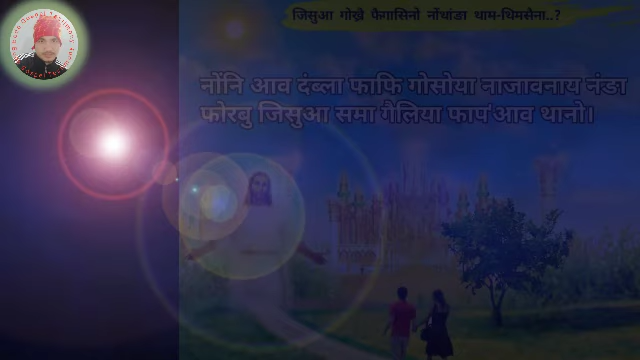 जिसुआ गोख्रै फैगासिनो नोंथांङा थाम-थिमसैना..?
नोंनि आव दंब्ला फाफि गोसोया नाजावनाय नंङा
फोरबु जिसुआ समा गैलिया फाप आव थानो।